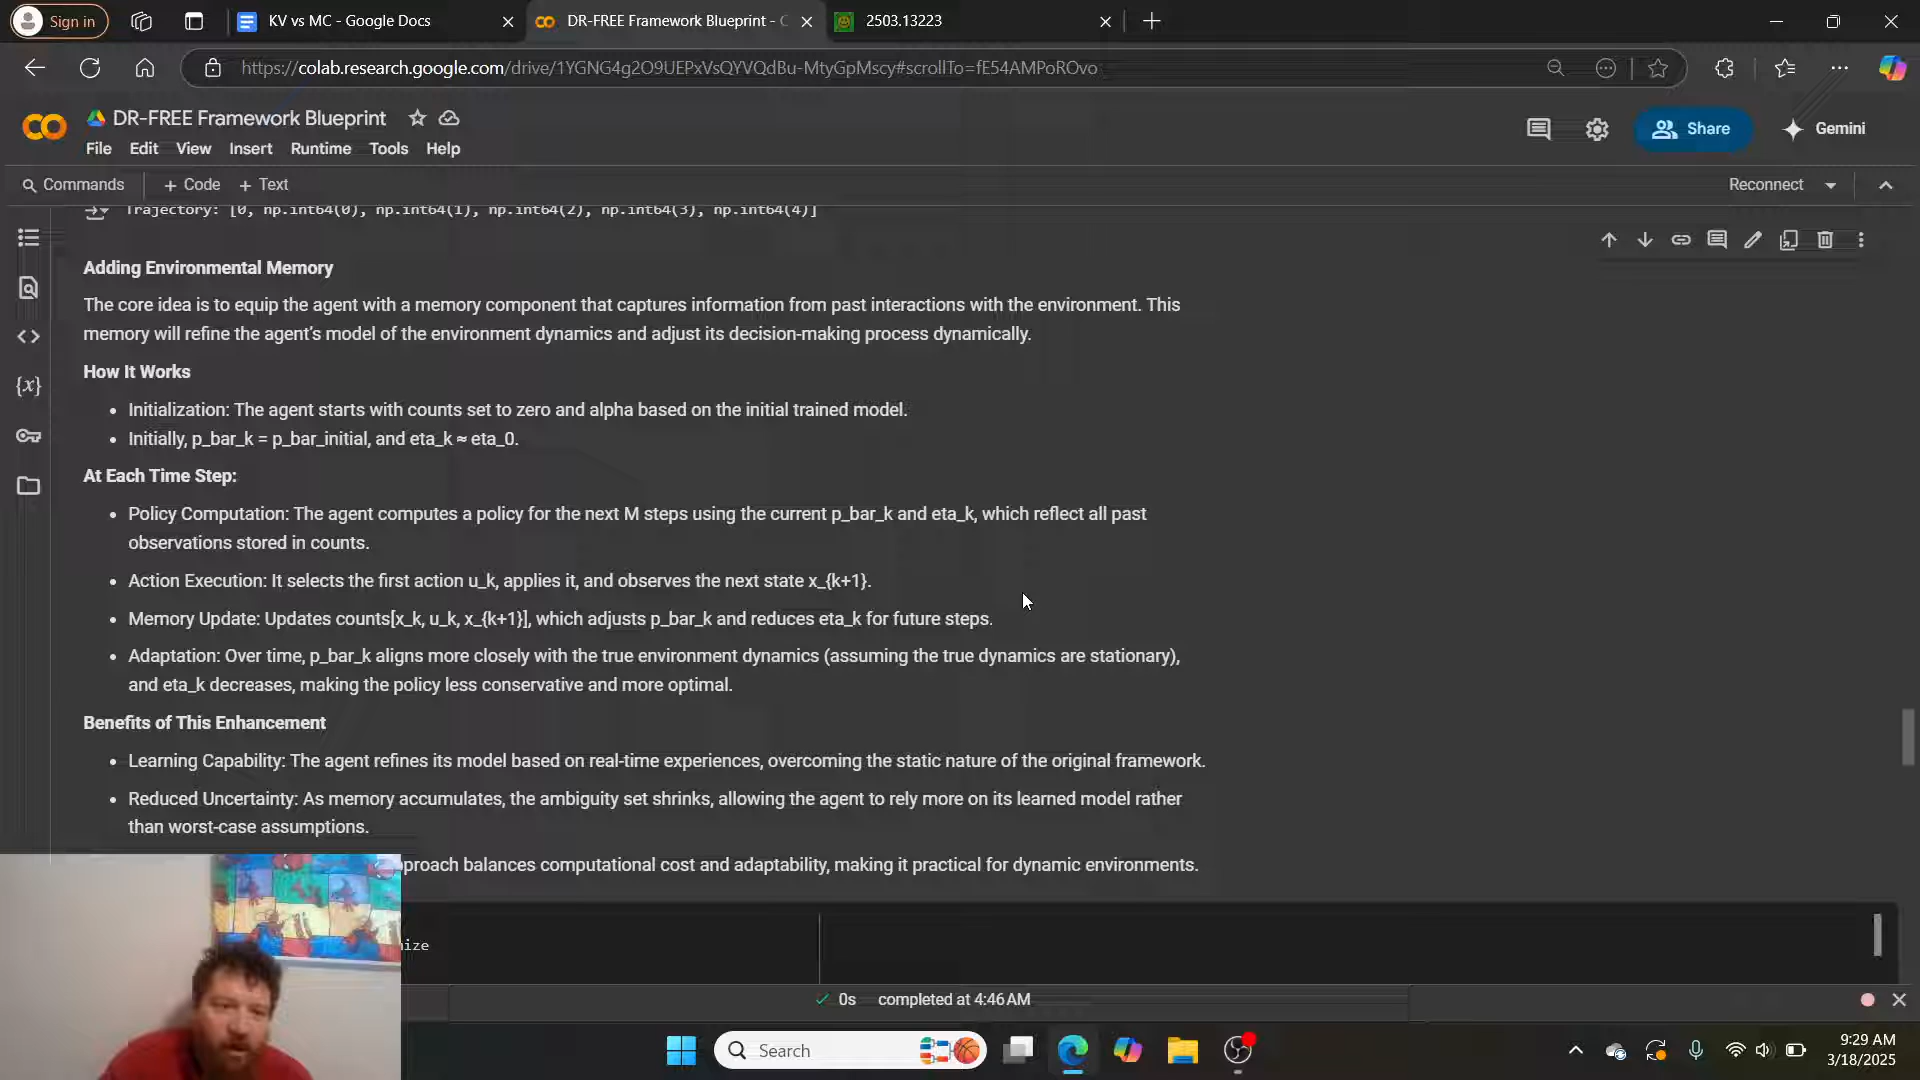 Sign in
KV vs MC - Google Docs
DR-FREE Framework Blueprint - C
2503.13223
https://colab.research.google.com/drive/1YGNG4g2O9UEPxVsQYVQdBu-MtyGpMscy#scrollTo=fE54AMPoROvo
DR-FREE Framework Blueprint
File Edit View Insert Runtime Tools Help
Share
Gemini
Commands + Code + Text
Reconnect
Trajectory: [0, np.int64(0), np.int64(1), np.int64(2), np.int64(3), np.int64(4)]
Adding Environmental Memory
The core idea is to equip the agent with a memory component that captures information from past interactions with the environment. This
memory will refine the agent's model of the environment dynamics and adjust its decision-making process dynamically.
How It Works
• Initialization: The agent starts with counts set to zero and alpha based on the initial trained model.
• Initially, p_bar_k = p_bar_initial, and eta_k ≈ eta_0.
At Each Time Step:
• Policy Computation: The agent computes a policy for the next M steps using the current p_bar_k and eta_k, which reflect all past
observations stored in counts.
• Action Execution: It selects the first action u_k, applies it, and observes the next state x_{k+1}.
• Memory Update: Updates counts[x_k, u_k, x_{k+1}], which adjusts p_bar_k and reduces eta_k for future steps.
• Adaptation: Over time, p_bar_k aligns more closely with the true environment dynamics (assuming the true dynamics are stationary),
and eta_k decreases, making the policy less conservative and more optimal.
Benefits of This Enhancement
• Learning Capability: The agent refines its model based on real-time experiences, overcoming the static nature of the original framework.
• Reduced Uncertainty: As memory accumulates, the ambiguity set shrinks, allowing the agent to rely more on its learned model rather
than worst-case assumptions.
proach balances computational cost and adaptability, making it practical for dynamic environments.
ize
0s completed at 4:46 AM
Search
9:29 AM
3/18/2025